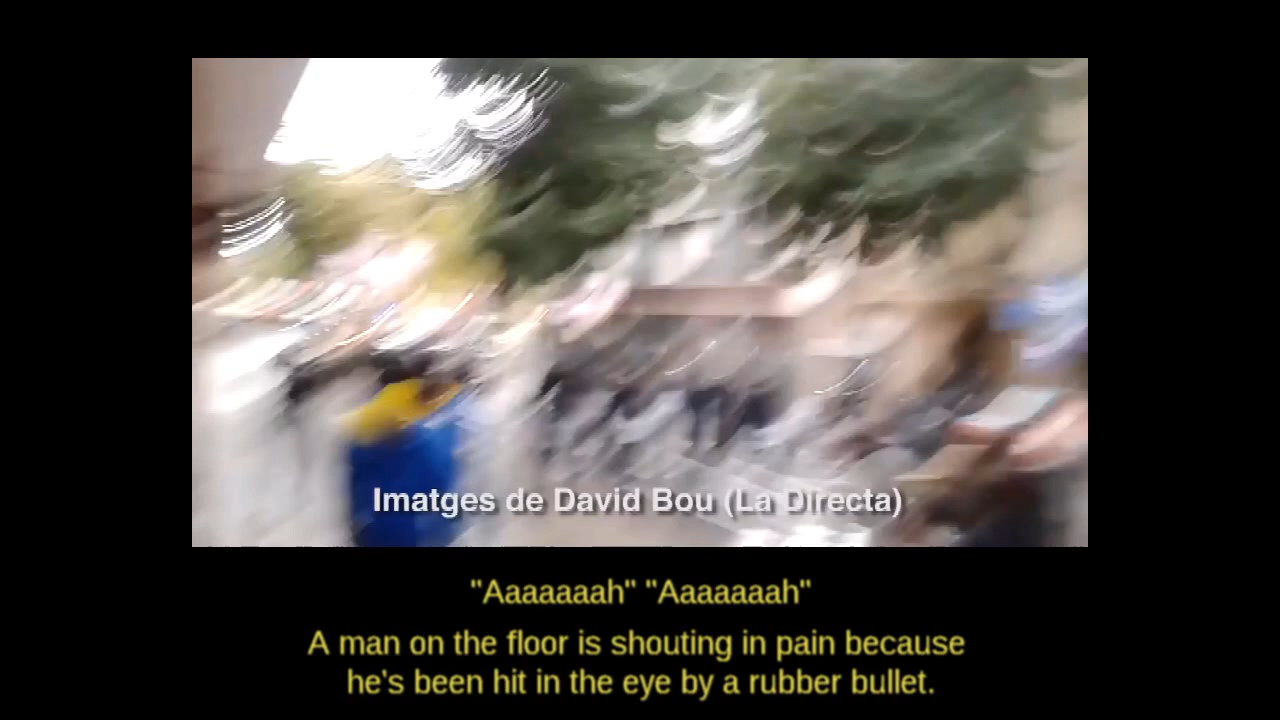 Imatges de David Bou (La Directa)
"Aaaaaaah" "Aaaaaaah"
A man on the floor is shouting in pain because
he's been hit in the eye by a rubber bullet.